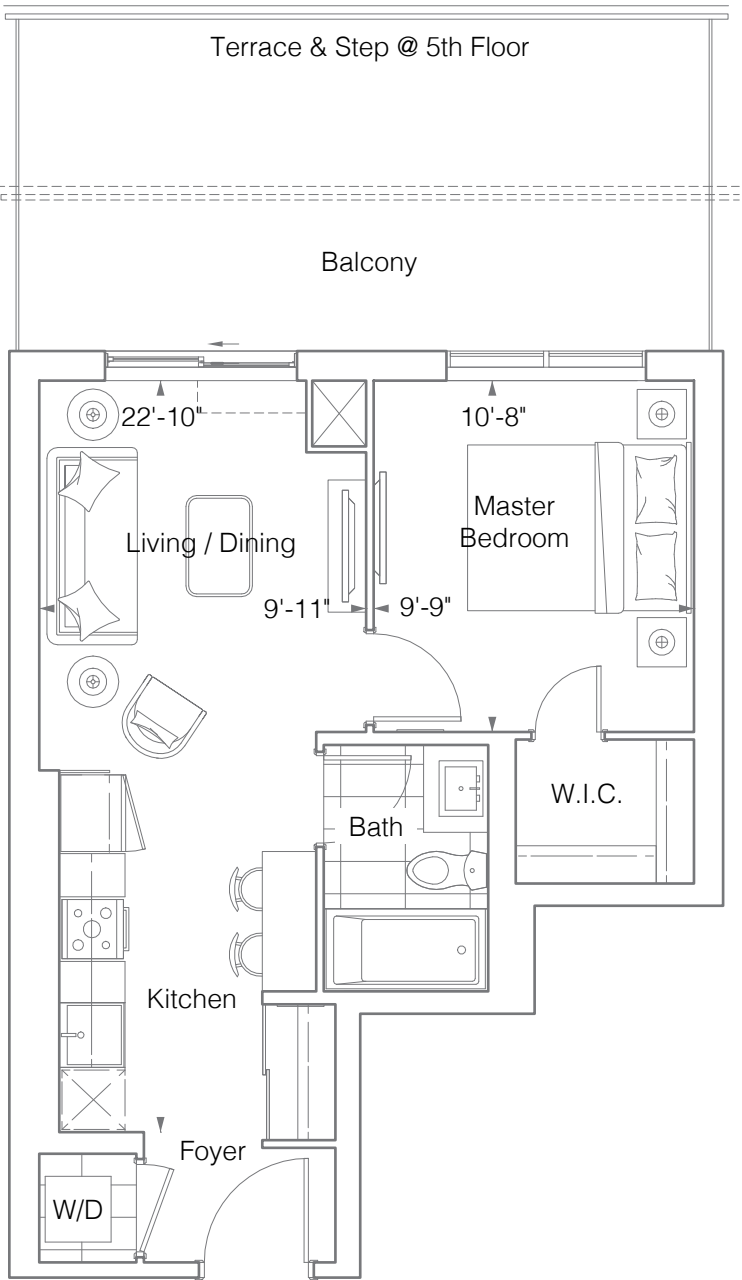 Terrace & Step @ 5th Floor
Balcony
22'-10"
10'-8"
Living / Dining
Master
Bedroom
9'-11"
9'-9"
W.I.C.
Bath
Kitchen
Foyer
W/D